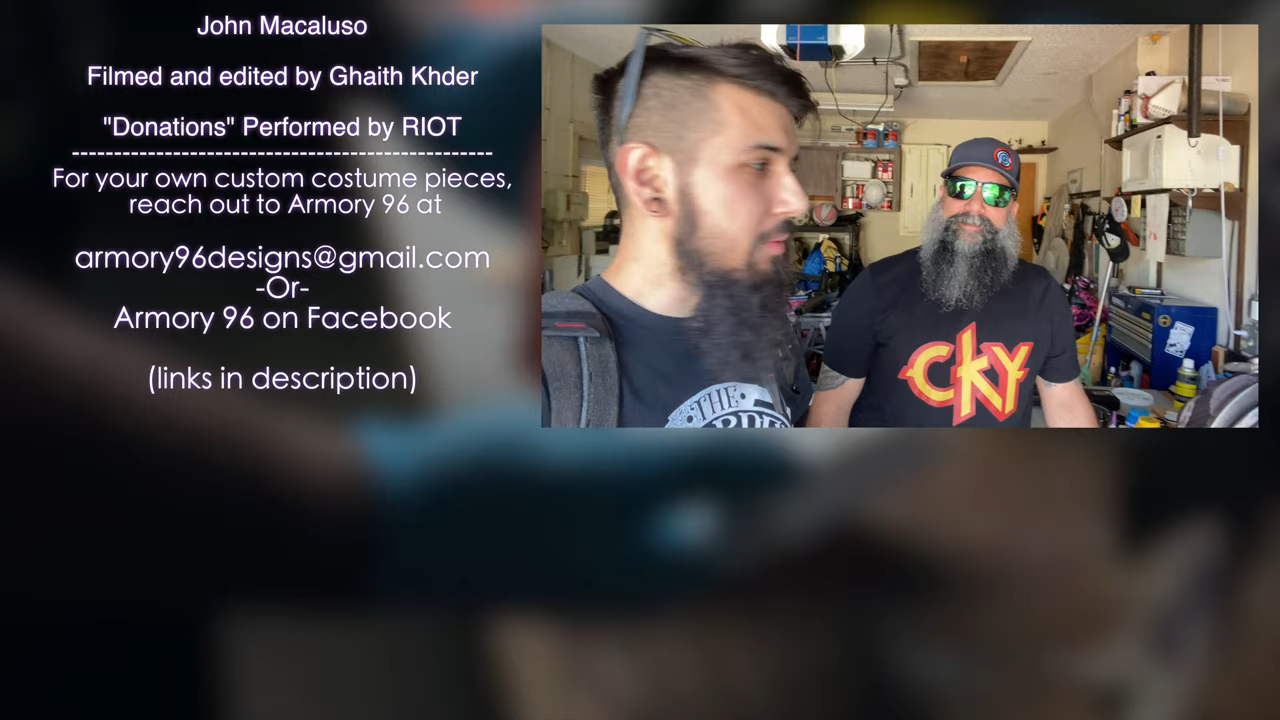 John Macaluso
Filmed and edited by Ghaith Khder
"Donations" Performed by RIOT
--------------------------------------------------
For your own custom costume pieces,
reach out to Armory 96 at
armory96designs@gmail.com
-Or-
Armory 96 on Facebook
(links in description)
THE
CKY